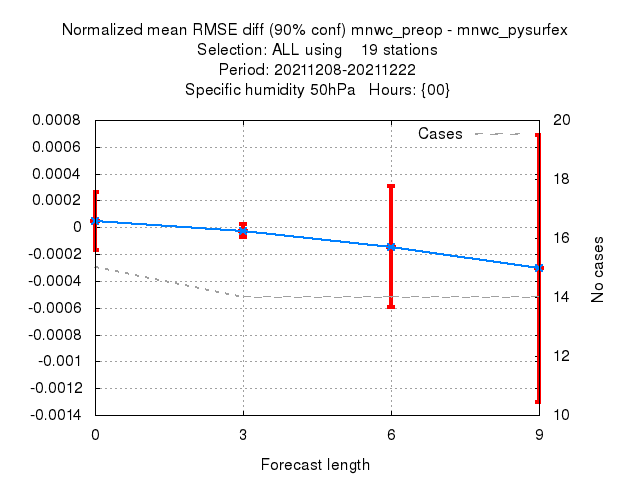 Normalized mean RMSE diff (90% conf) mnwc_preop - mnwc_pysurfex
Selection: ALL using    19 stations
Period: 20211208-20211222
Specific humidity 50hPa   Hours: {00}
Cases
0.0008
0.0006
0.0004
0.0002
0
-0.0002
-0.0004
-0.0006
-0.0008
-0.001
-0.0012
-0.0014
20
18
16
14
12
10
No cases
0 3 6 9
Forecast length